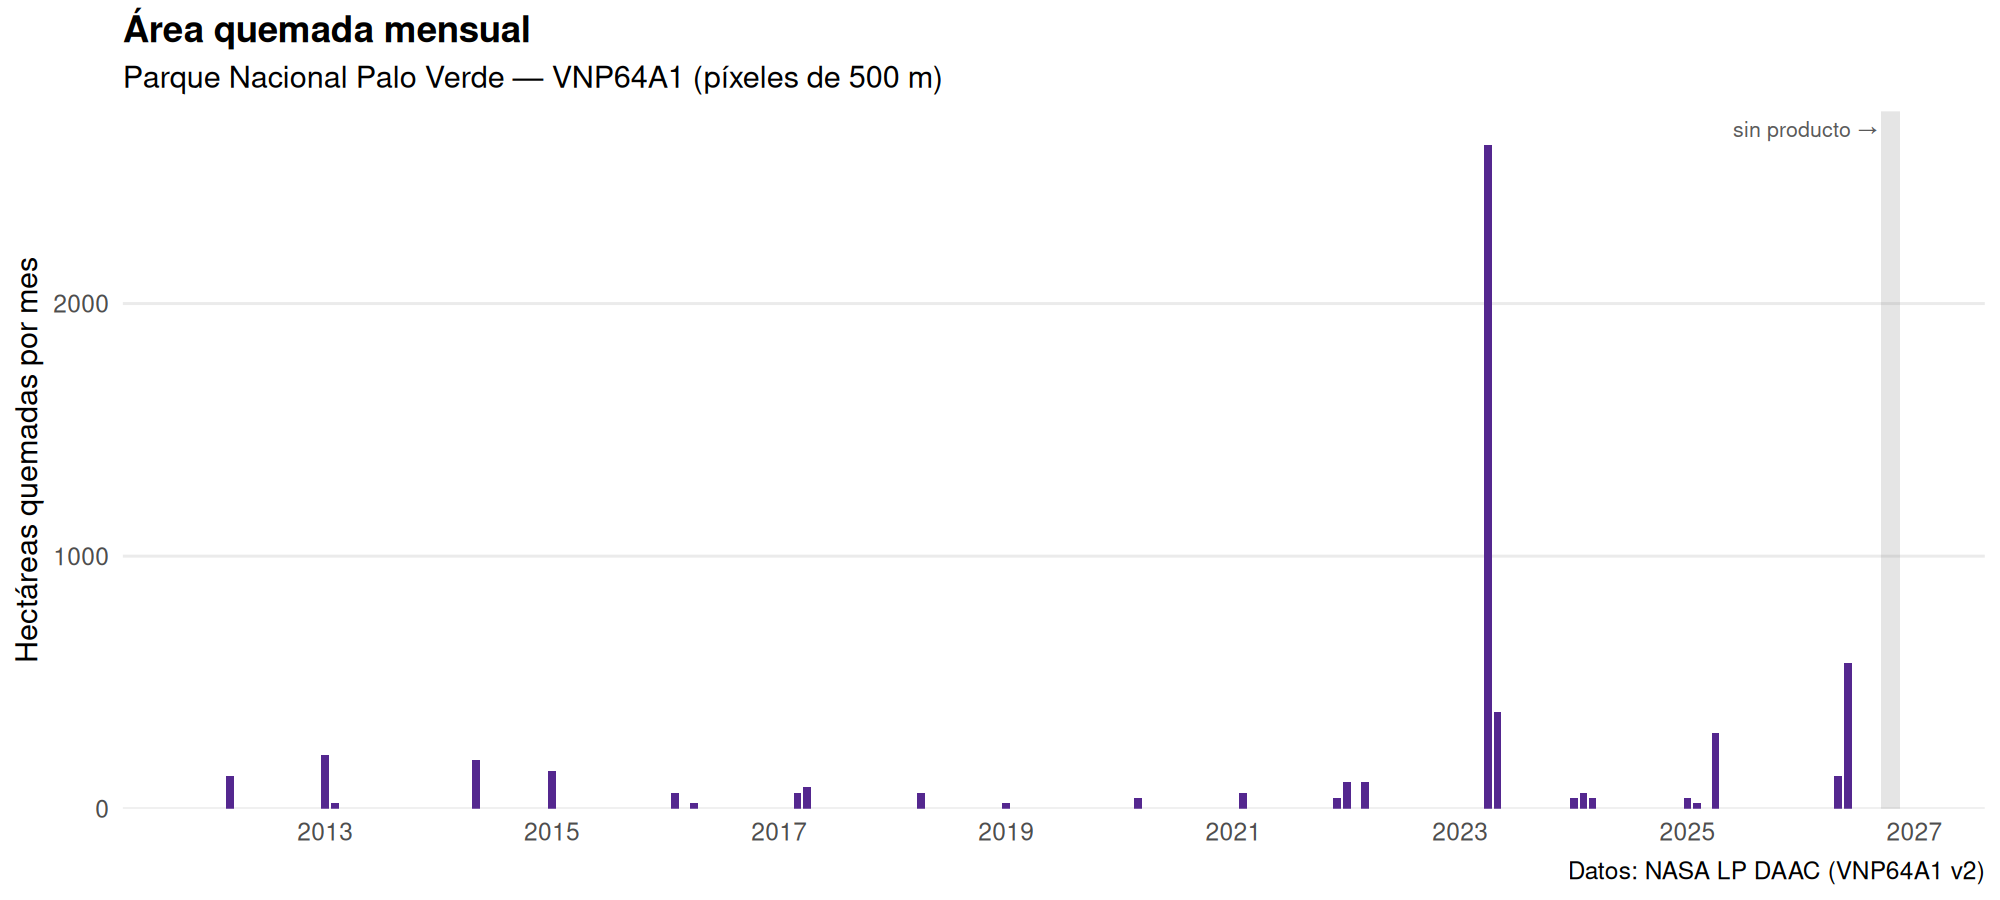 Área quemada mensual
Parque Nacional Palo Verde — VNP64A1 (píxeles de 500 m)
sin producto →
Hectáreas quemadas por mes
2000
1000
0
2013 2015 2017 2019 2021 2023 2025 2027
Datos: NASA LP DAAC (VNP64A1 v2)